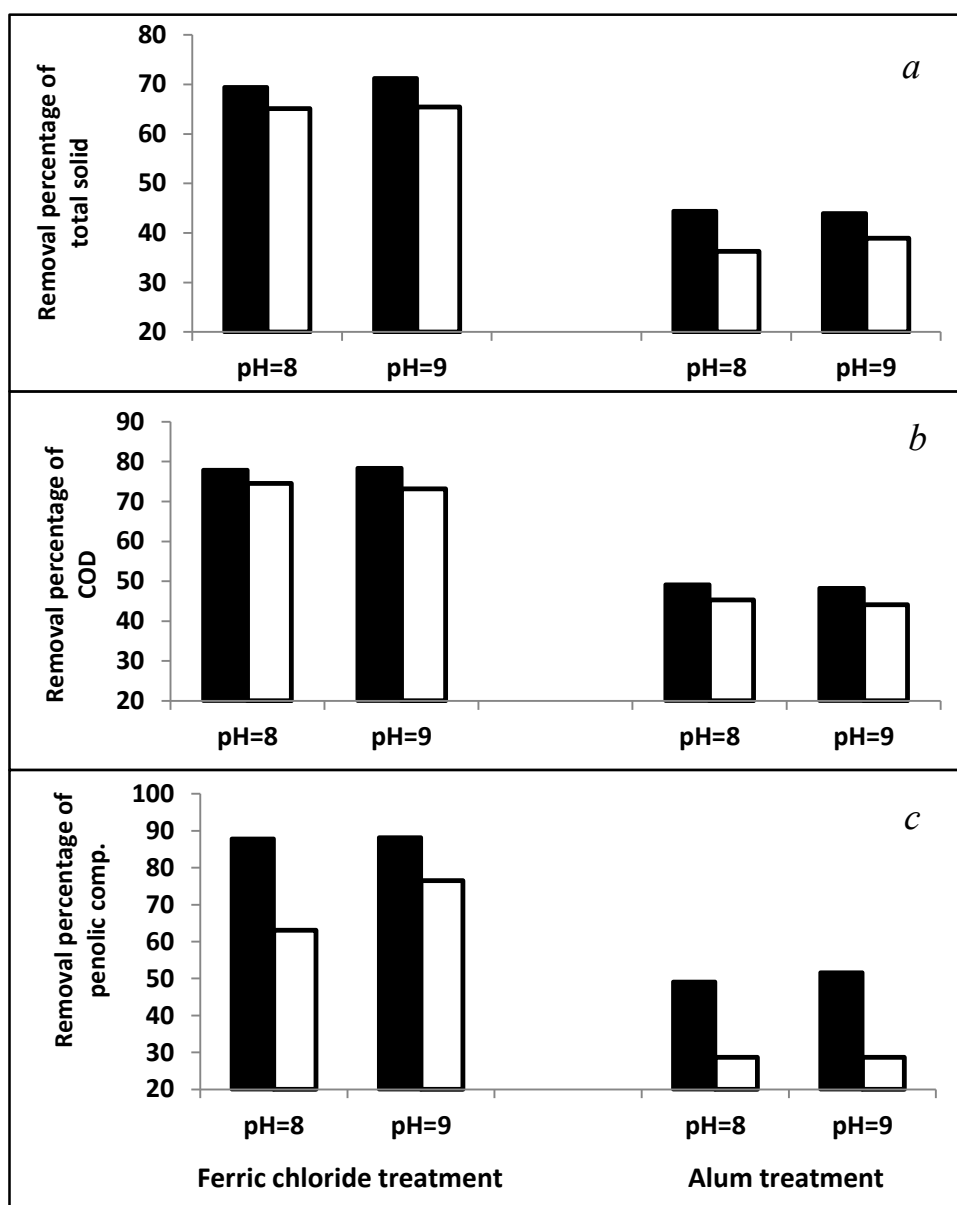 a
Removal percentage of
total solid
80
70
60
50
40
30
20
pH=8
pH=9
pH=8
pH=9
b
Removal percentage of
COD
90
80
70
60
50
40
30
20
pH=8
pH=9
pH=8
pH=9
c
Removal percentage of
penolic comp.
100
90
80
70
60
50
40
30
20
pH=8
pH=9
pH=8
pH=9
Ferric chloride treatment
Alum treatment